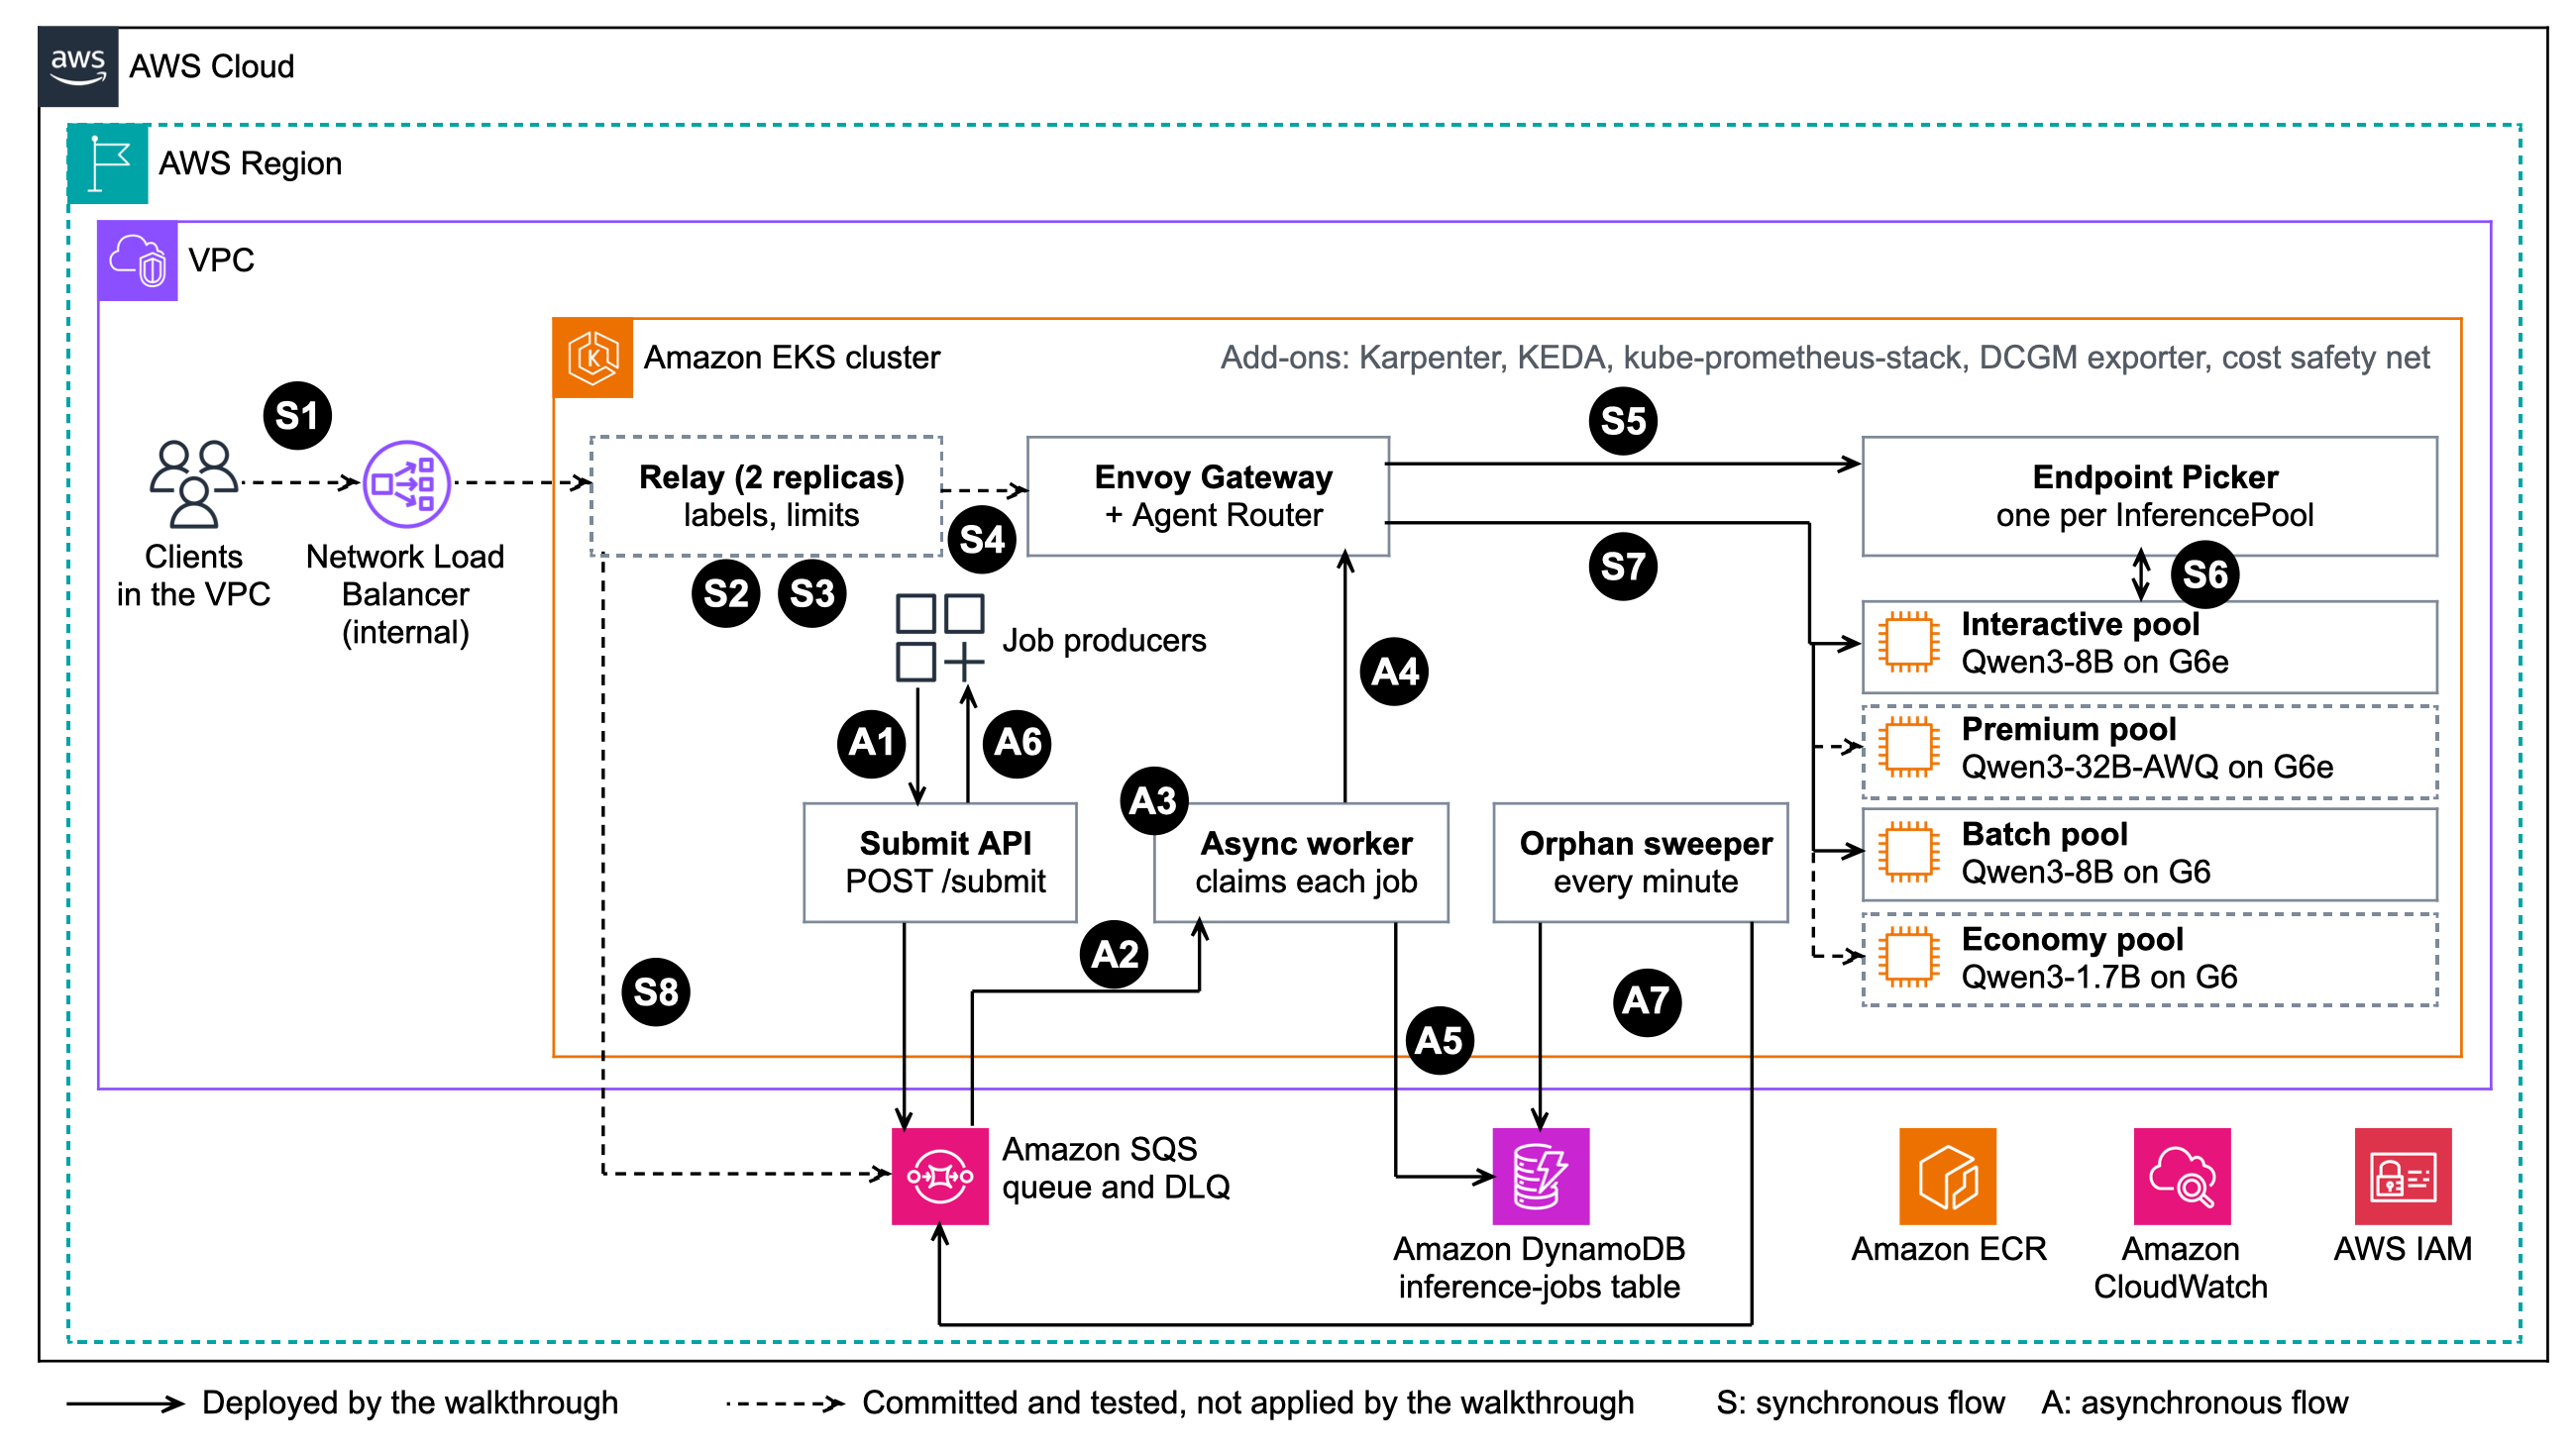 aws
AWS Cloud
AWS Region
VPC
Amazon EKS cluster
Add-ons: Karpenter, KEDA, kube-prometheus-stack, DCGM exporter, cost safety net
S1
Clients
in the VPC
Network Load
Balancer
(internal)
Relay (2 replicas)
labels, limits
S2
S3
S4
Envoy Gateway
+ Agent Router
S5
S7
Endpoint Picker
one per InferencePool
S6
Interactive pool
Qwen3-8B on G6e
Premium pool
Qwen3-32B-AWQ on G6e
Batch pool
Qwen3-8B on G6
Economy pool
Qwen3-1.7B on G6
Job producers
A1
A6
A4
A3
Submit API
POST /submit
Async worker
claims each job
Orphan sweeper
every minute
S8
A2
A5
A7
K
Amazon SQS
queue and DLQ
Amazon DynamoDB
inference-jobs table
Amazon ECR
Amazon
CloudWatch
AWS IAM
Deployed by the walkthrough
Committed and tested, not applied by the walkthrough
S: synchronous flow
A: asynchronous flow